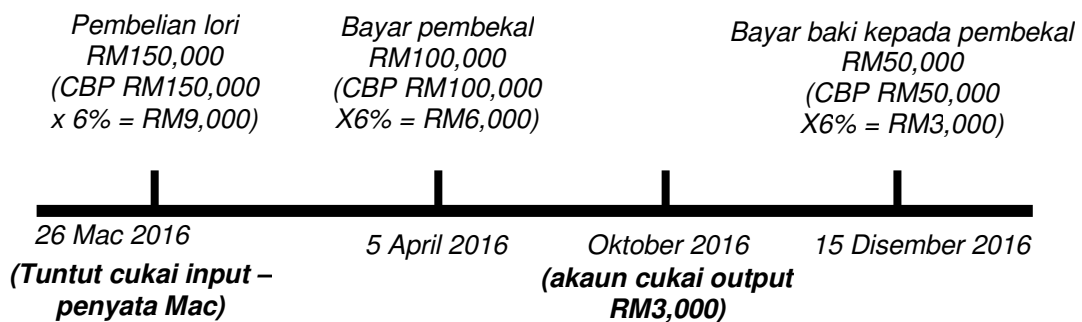 Pembelian lori
RM150,000
(CBP RM150,000
x 6% = RM9,000)
Bayar pembekal
RM100,000
(CBP RM100,000
X6% = RM6,000)
Bayar baki kepada pembekal
RM50,000
(CBP RM50,000
X6% = RM3,000)
26 Mac 2016
(Tuntut cukai input –
penyata Mac)
5 April 2016
Oktober 2016
(akaun cukai output
RM3,000)
15 Disember 2016